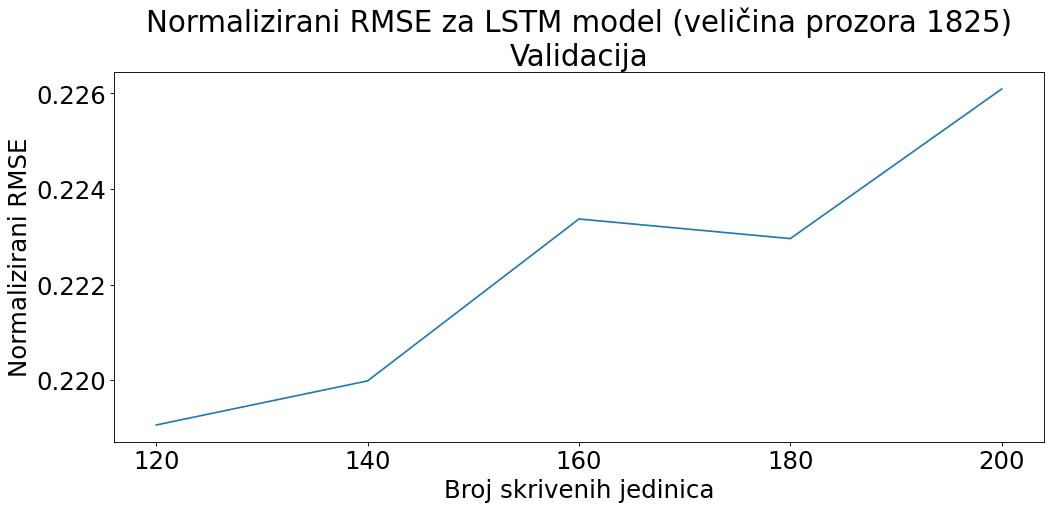 Normalizirani RMSE za LSTM model (veličina prozora 1825)
Validacija
0.226
0.224
0.222
0.220
Normalizirani RMSE
120 140 160 180 200
Broj skrivenih jedinica